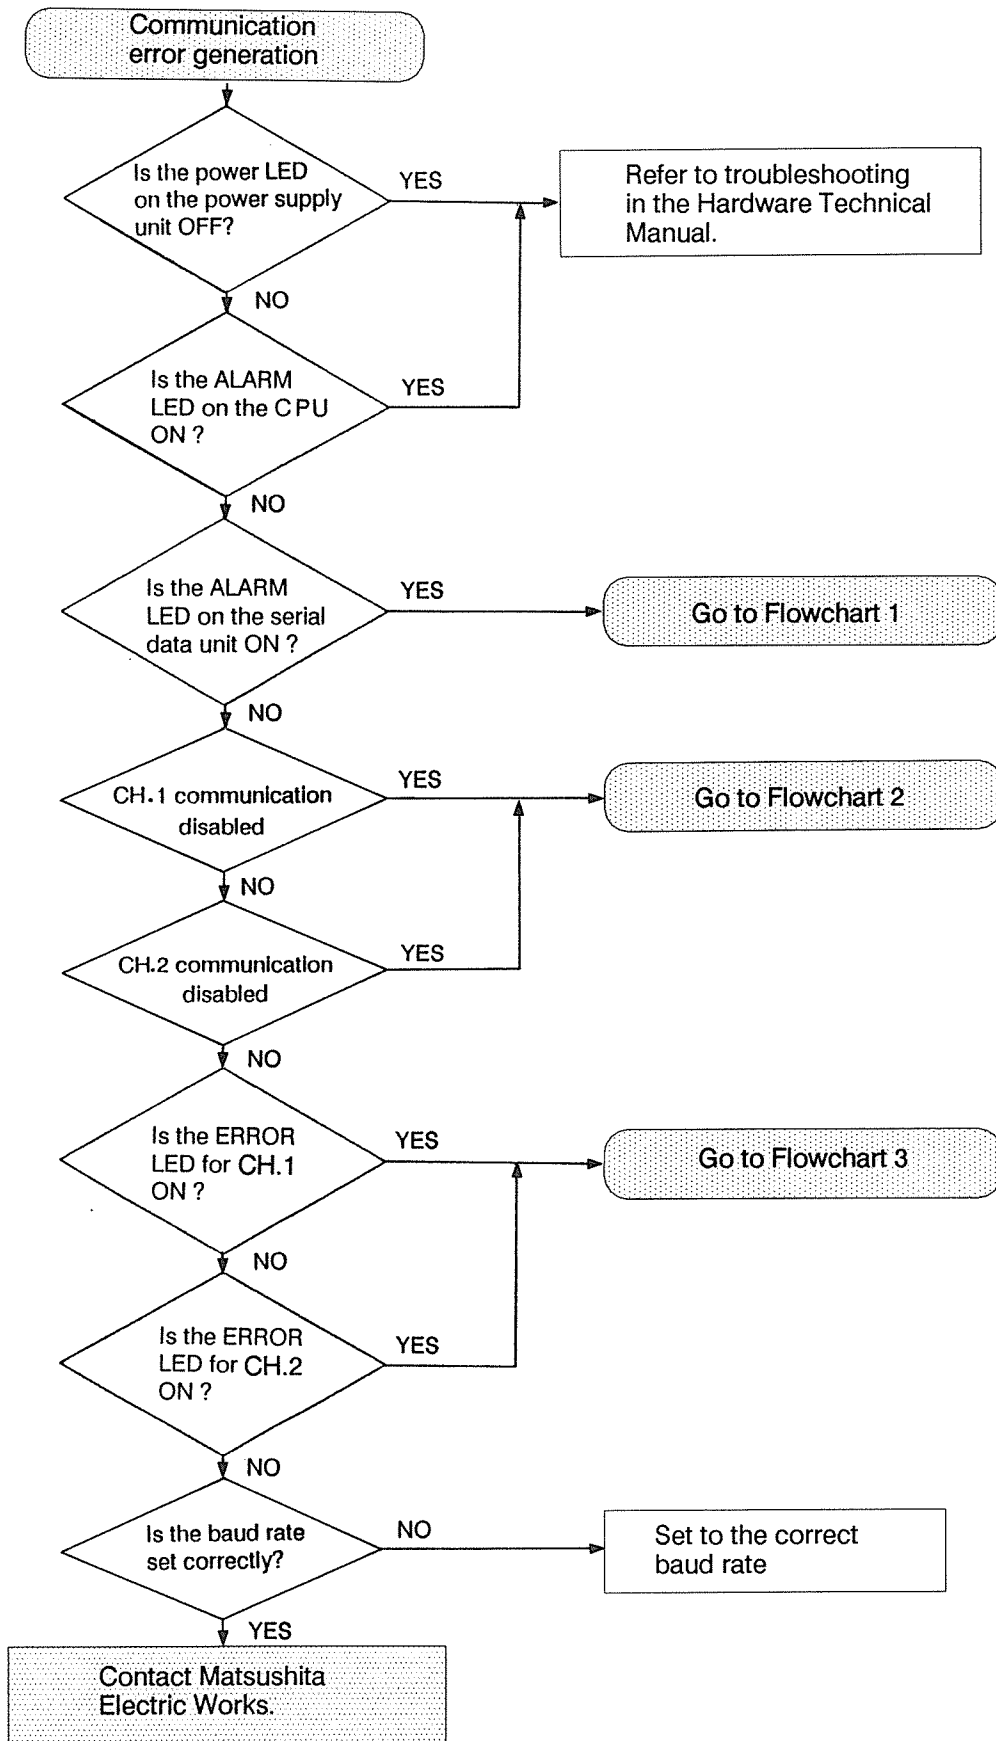 Communication
error generation
Is the power LED
on the power supply
unit OFF?
YES
Refer to troubleshooting
in the Hardware Technical
Manual.
NO
Is the ALARM
LED on the CPU
ON ?
YES
NO
Is the ALARM
LED on the serial
data unit ON ?
YES
Go to Flowchart 1
NO
CH.1 communication
disabled
YES
Go to Flowchart 2
NO
CH.2 communication
disabled
YES
NO
Is the ERROR
LED for CH.1
ON ?
YES
Go to Flowchart 3
NO
Is the ERROR
LED for CH.2
ON ?
YES
NO
Is the baud rate
set correctly?
NO
Set to the correct
baud rate
YES
Contact Matsushita
Electric Works.